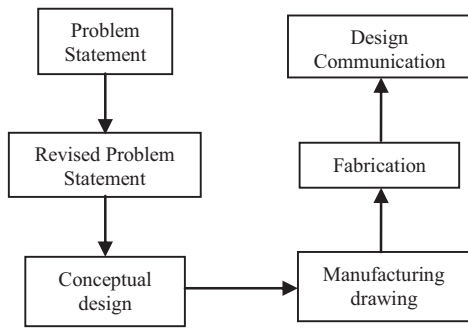 Problem
Statement
Revised Problem
Statement
Conceptual
design
Manufacturing
drawing
Fabrication
Design
Communication